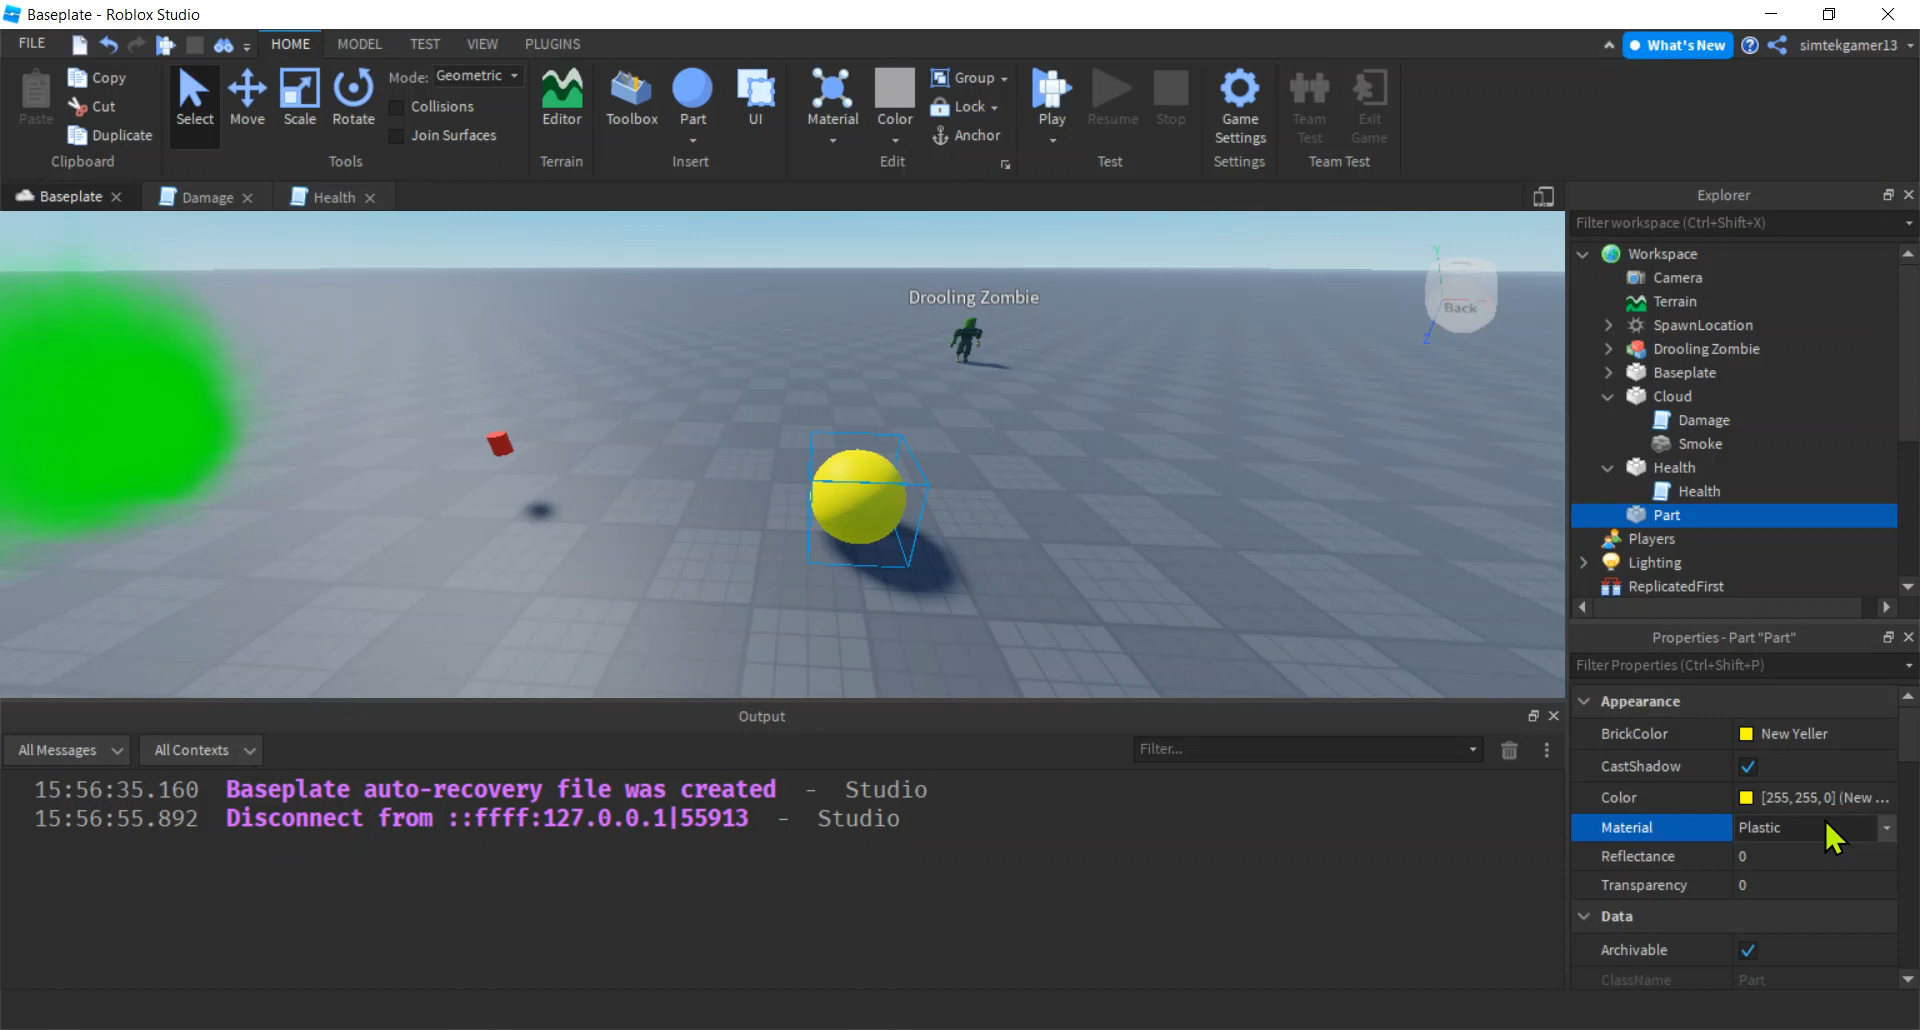 Baseplate - Roblox Studio
FILE
HOME
MODEL
TEST
VIEW
PLUGINS
What's New
simtekgamer13
Paste
Copy
Cut
Duplicate
Clipboard
Select
Move
Scale
Rotate
Mode: Geometric
Collisions
Join Surfaces
Tools
Editor
Terrain
Toolbox
Part
UI
Insert
Material
Color
Group
Lock
Anchor
Edit
Play
Resume
Stop
Test
Game
Settings
Settings
Team
Test
Exit
Game
Team Test
Baseplate
Damage
Health
Drooling Zombie
Back
Y
Z
Explorer
Filter workspace (Ctrl+Shift+X)
Workspace
Camera
Terrain
SpawnLocation
Drooling Zombie
Baseplate
Cloud
Damage
Smoke
Health
Health
Part
Players
Lighting
ReplicatedFirst
Properties - Part "Part"
Filter Properties (Ctrl+Shift+P)
Appearance
BrickColor New Yeller
CastShadow
Color [255, 255, 0] (New ...
Material Plastic
Reflectance 0
Transparency 0
Data
Archivable
ClassName Part
Output
All Messages
All Contexts
Filter...
15:56:35.160 Baseplate auto-recovery file was created - Studio
15:56:55.892 Disconnect from ::ffff:127.0.0.1|55913 - Studio